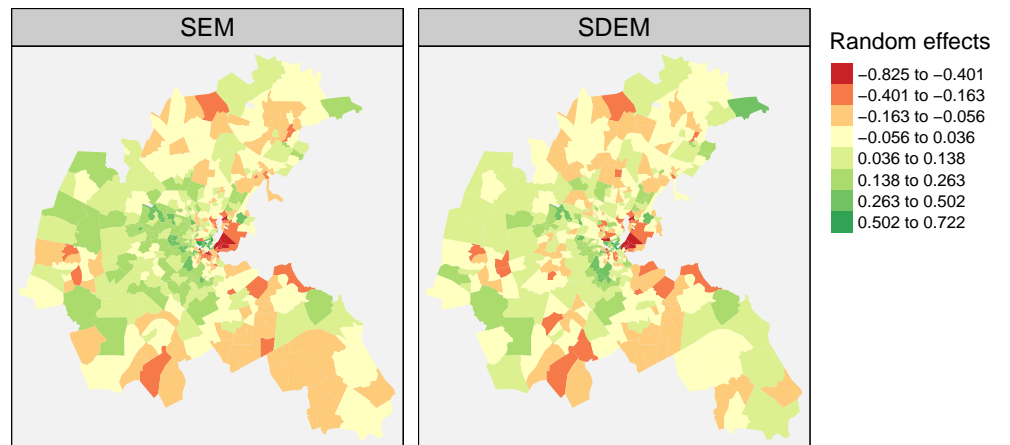 SEM
SDEM
Random effects
−0.825 to −0.401
−0.401 to −0.163
−0.163 to −0.056
−0.056 to 0.036
0.036 to 0.138
0.138 to 0.263
0.263 to 0.502
0.502 to 0.722